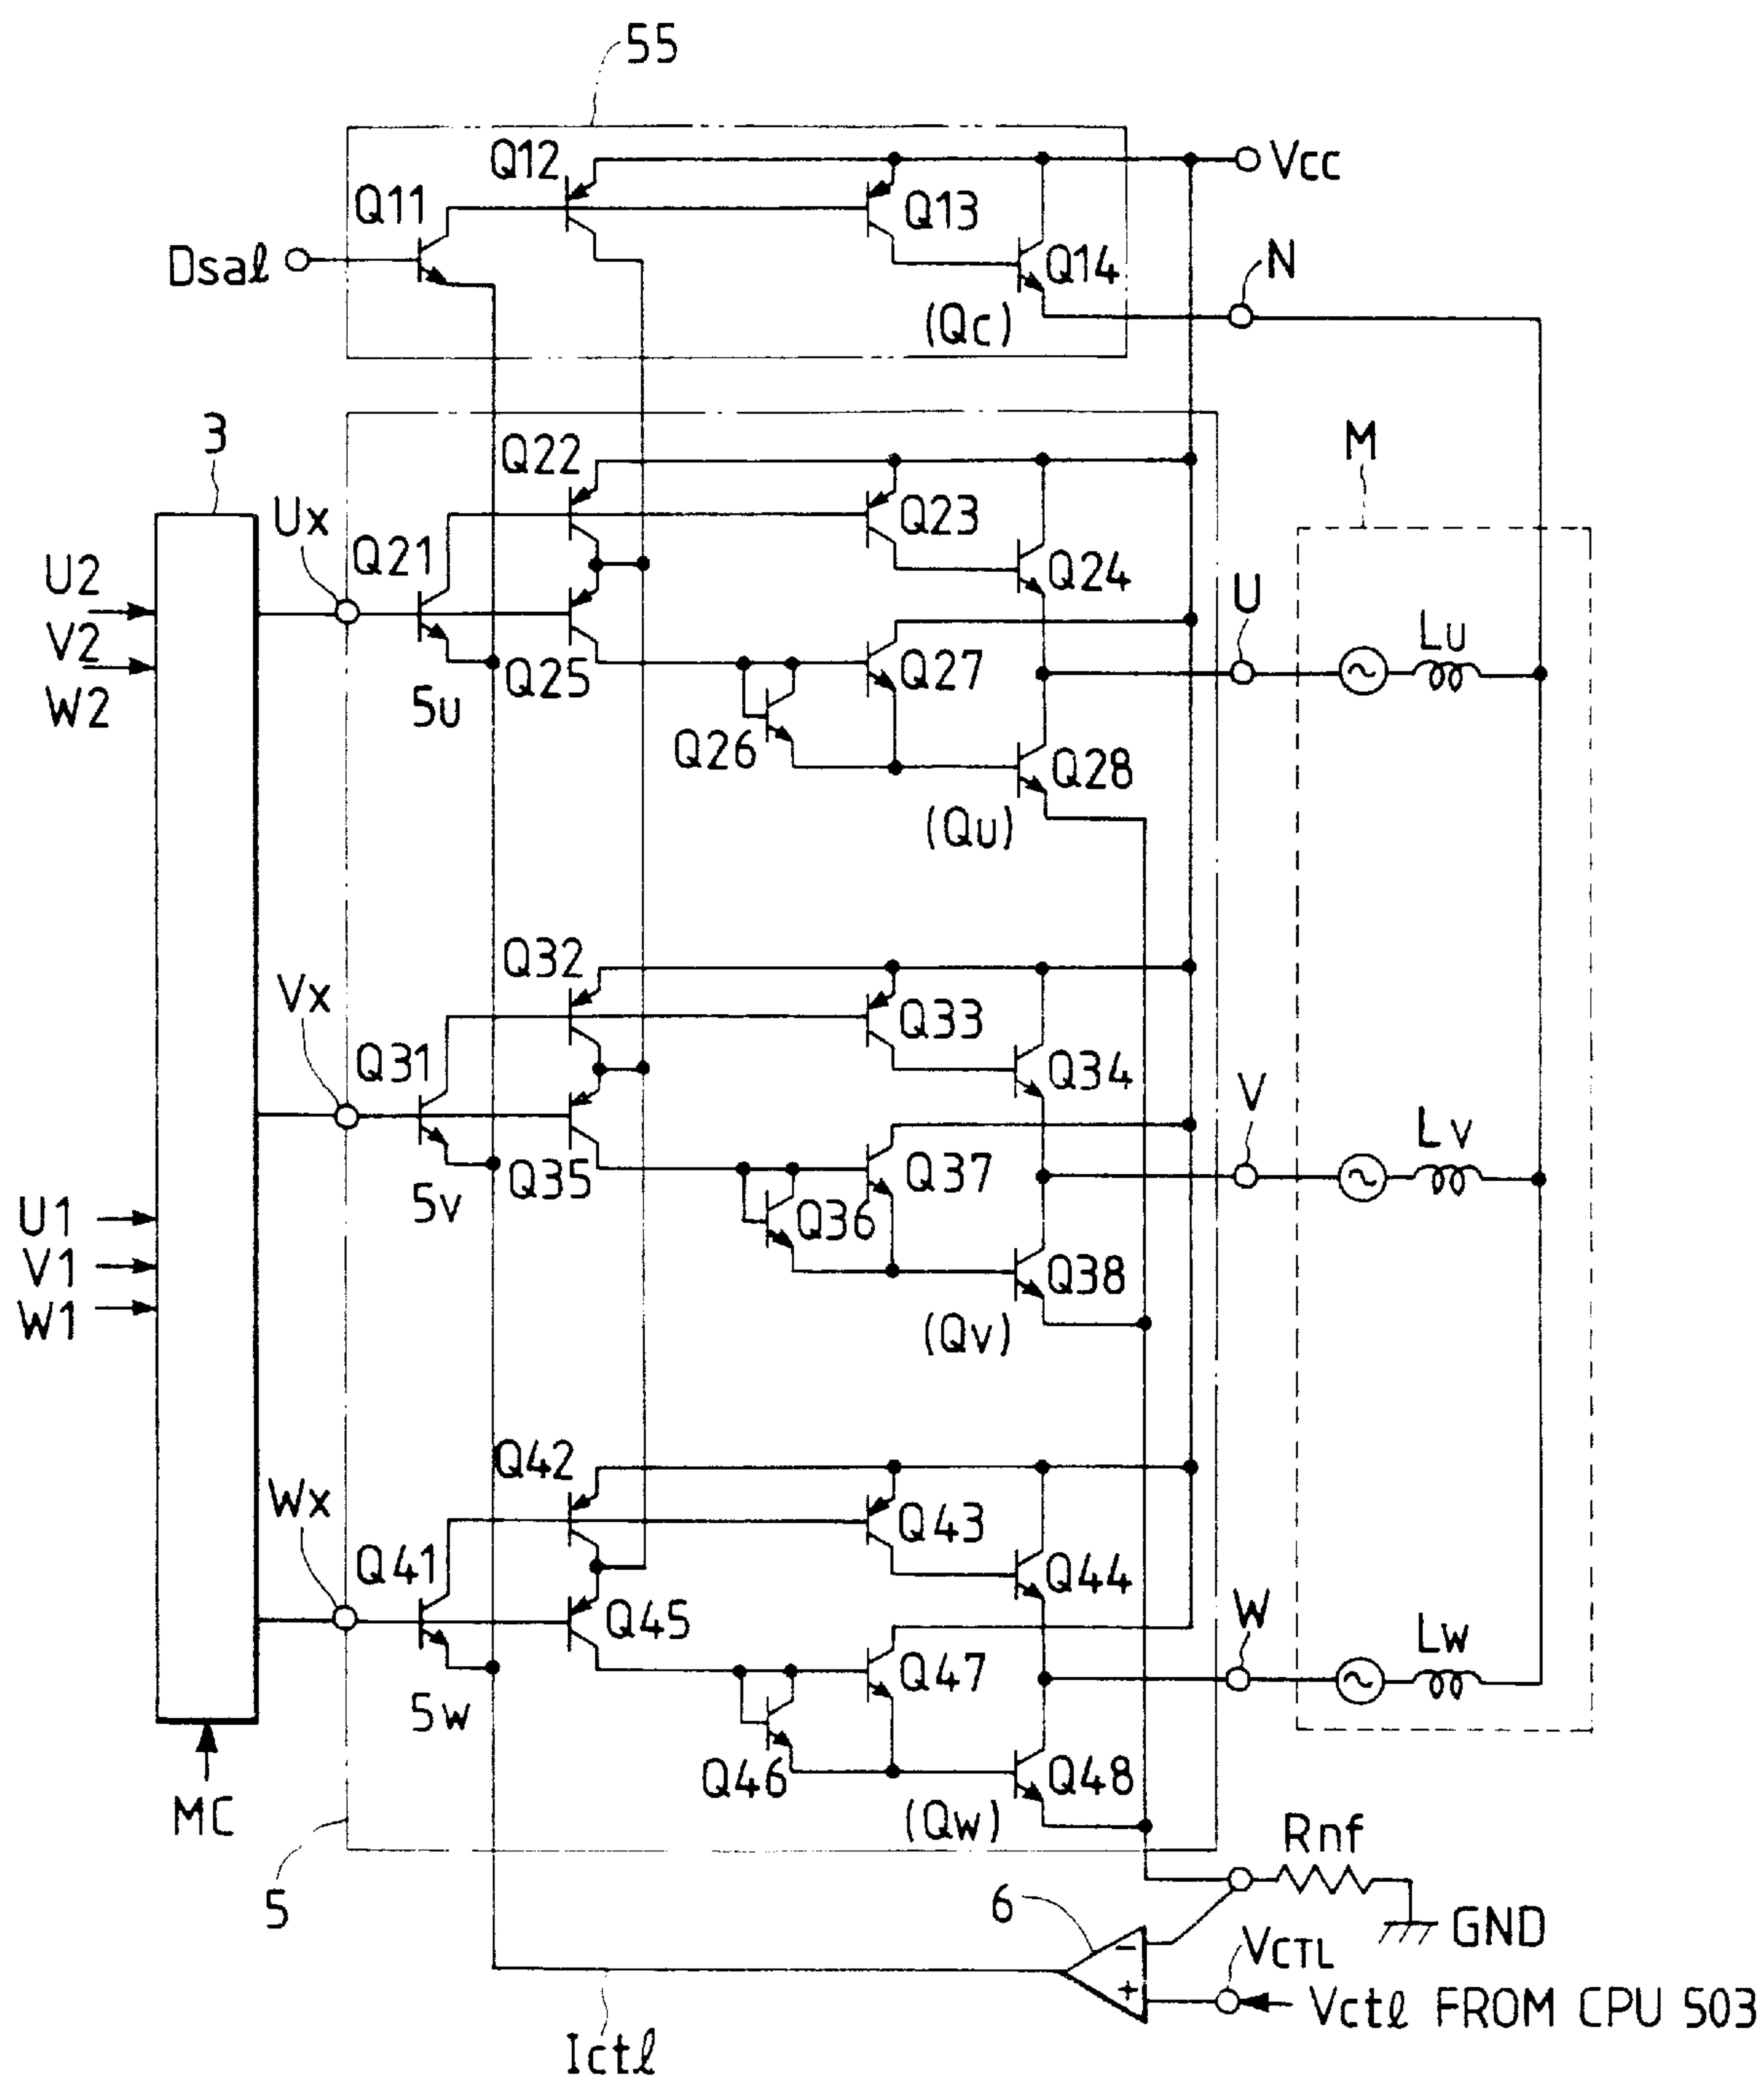 55
Q12
Vcc
Q11
Q13
N
Dsal
Q14
(Qc)
3
M
Q22
Ux
Q23
U2
Q21
Q24
U
Lu
V2
Q25
Q27
W2
5u
Q26
Q28
(Qu)
Q32
Vx
Q33
Q31
Q34
V
Lv
Q35
Q37
U1
5v
Q36
V1
Q38
W1
(Qv)
Q42
Wx
Q43
Q41
Q44
Q45
W
Lw
Q47
5w
Q46
Q48
MC
(Qw)
Rnf
5
6
-
GND
VCTL
+
Vctl FROM CPU 503
Ictl